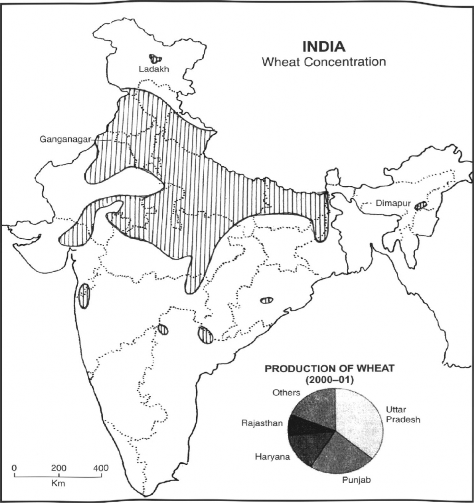 INDIA
Wheat Concentration
Ladakh
Ganganagar
Dimapur
PRODUCTION OF WHEAT
(2000–01)
Others
Uttar
Pradesh
Rajasthan
Haryana
Punjab
0 200 400
Km